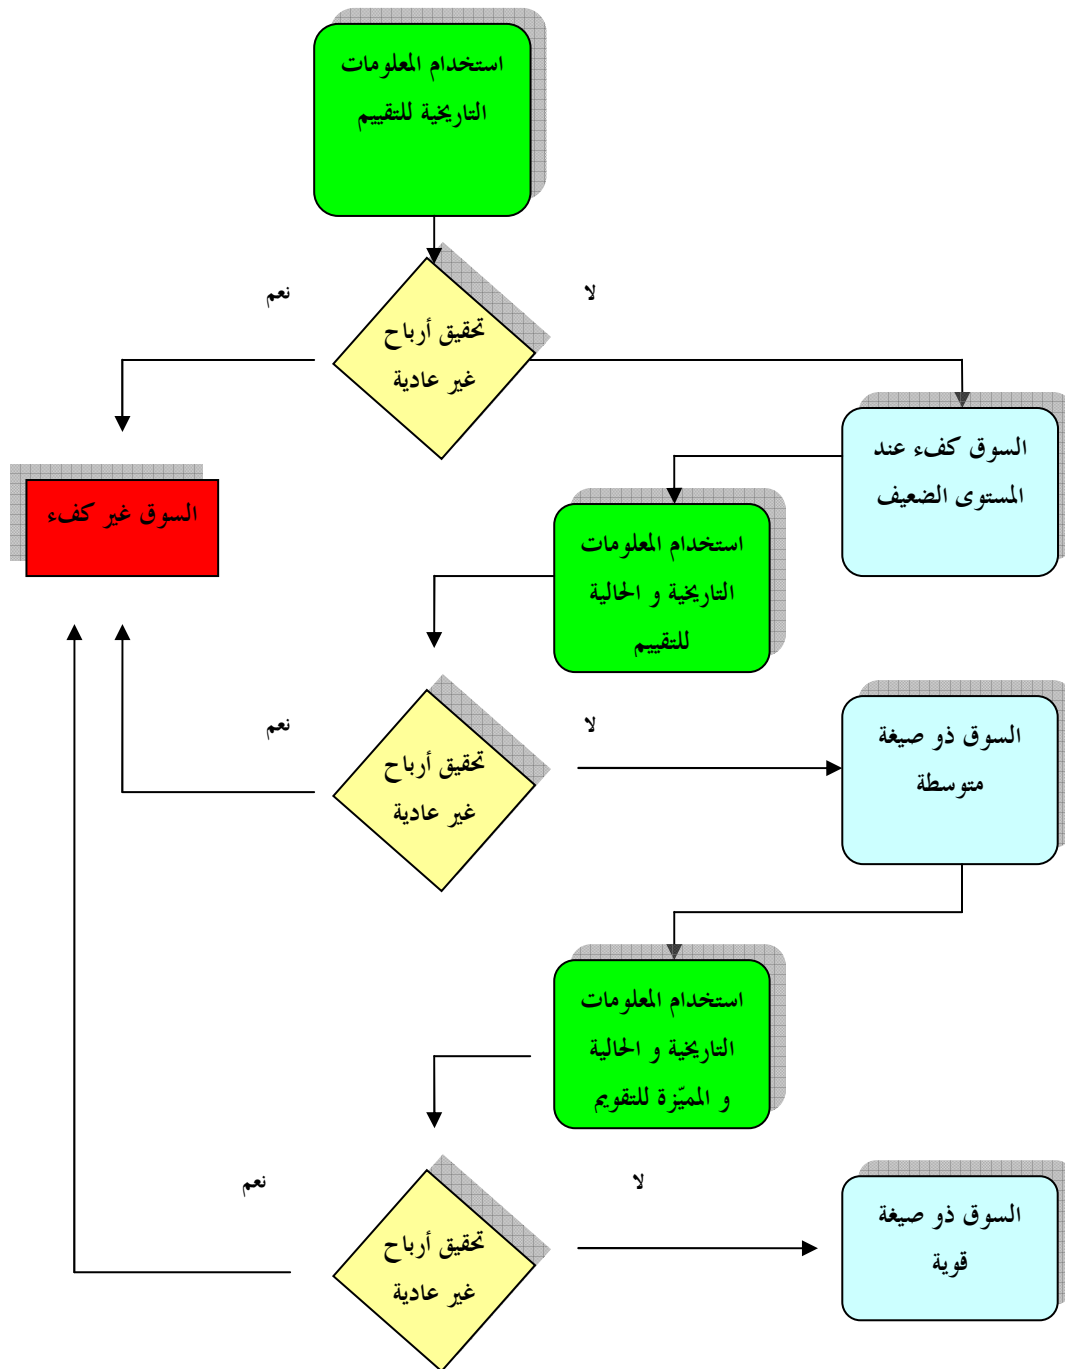 استخدام المعلومات
التاريخية للتقييم
لا
نعم
تحقيق أرباح
غير عادية
السوق كفء عند
المستوى الضعيف
السوق غير كفء
استخدام المعلومات
التاريخية و الحالية
للتقييم
لا
نعم
تحقيق أرباح
غير عادية
السوق ذو صيغة
متوسطة
استخدام المعلومات
التاريخية و الحالية
و المميّزة للتقويم
لا
نعم
تحقيق أرباح
غير عادية
السوق ذو صيغة
قوية